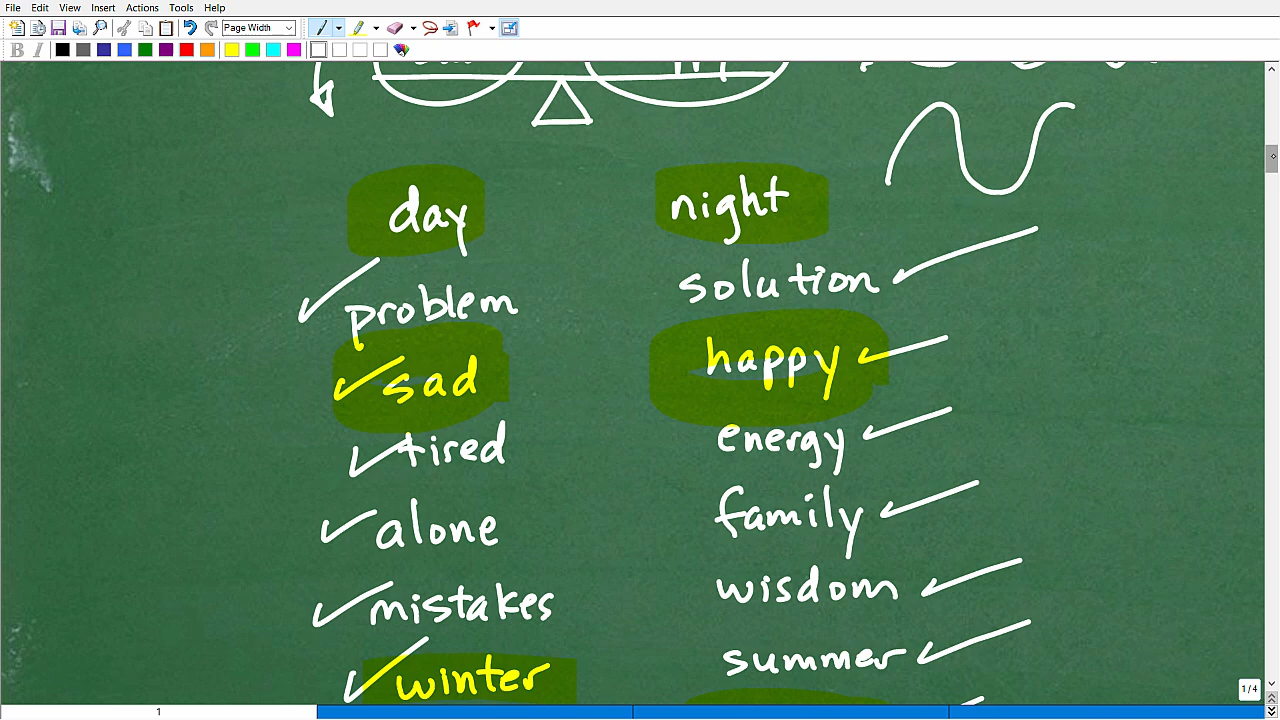 File Edit View Insert Actions Tools Help
Page Width
B I
day night
problem solution
sad happy
tired energy
alone family
mistakes wisdom
winter summer
1/4
1